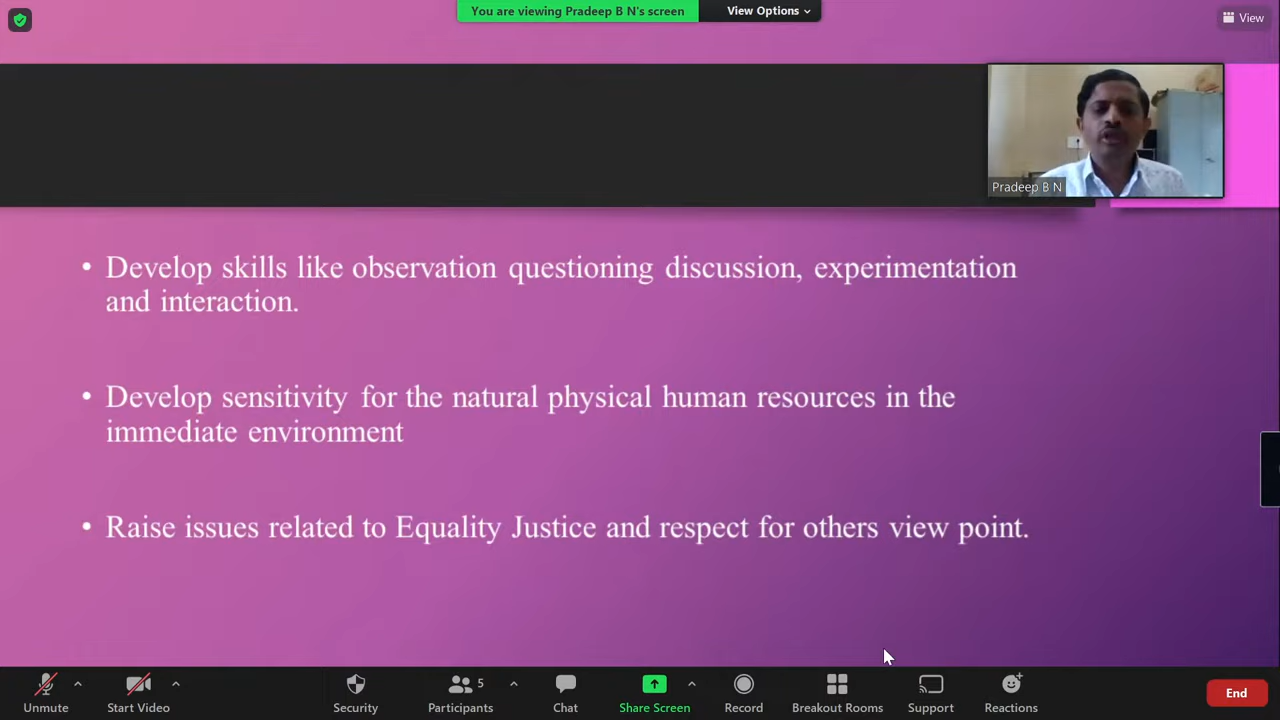 You are viewing Pradeep B N's screen
View Options
View
Pradeep B N
• Develop skills like observation questioning discussion, experimentation
and interaction.
• Develop sensitivity for the natural physical human resources in the
immediate environment
• Raise issues related to Equality Justice and respect for others view point.
Unmute
Start Video
Security
Participants
5
Chat
Share Screen
Record
Breakout Rooms
Support
Reactions
End